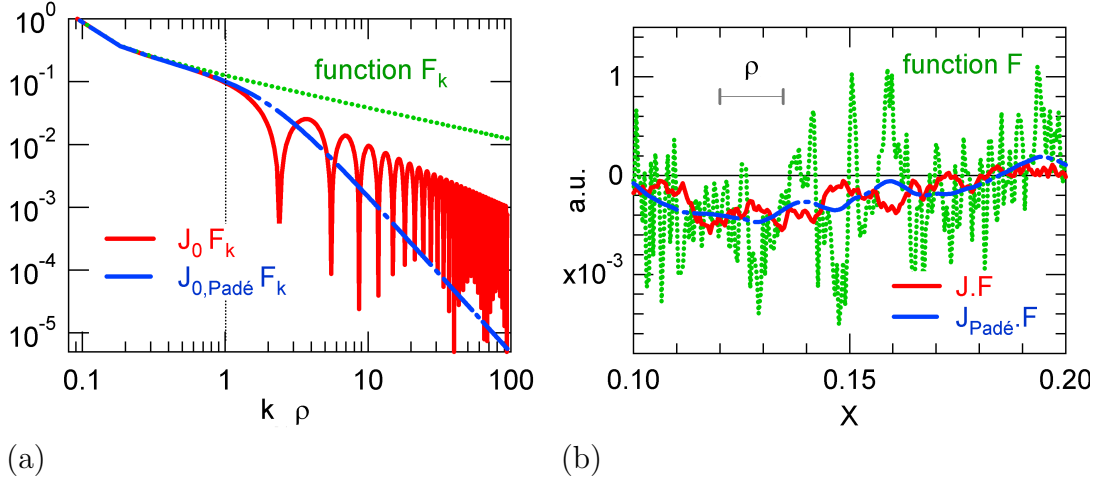 10^0
10^-1
10^-2
10^-3
10^-4
10^-5
function F_k
J_0 F_k
J_0,Padé F_k
0.1
1
10
100
k ρ
(a)
1
0
a.u.
x10^-3
ρ
function F
J.F
J_Padé.F
0.10
0.15
0.20
X
(b)